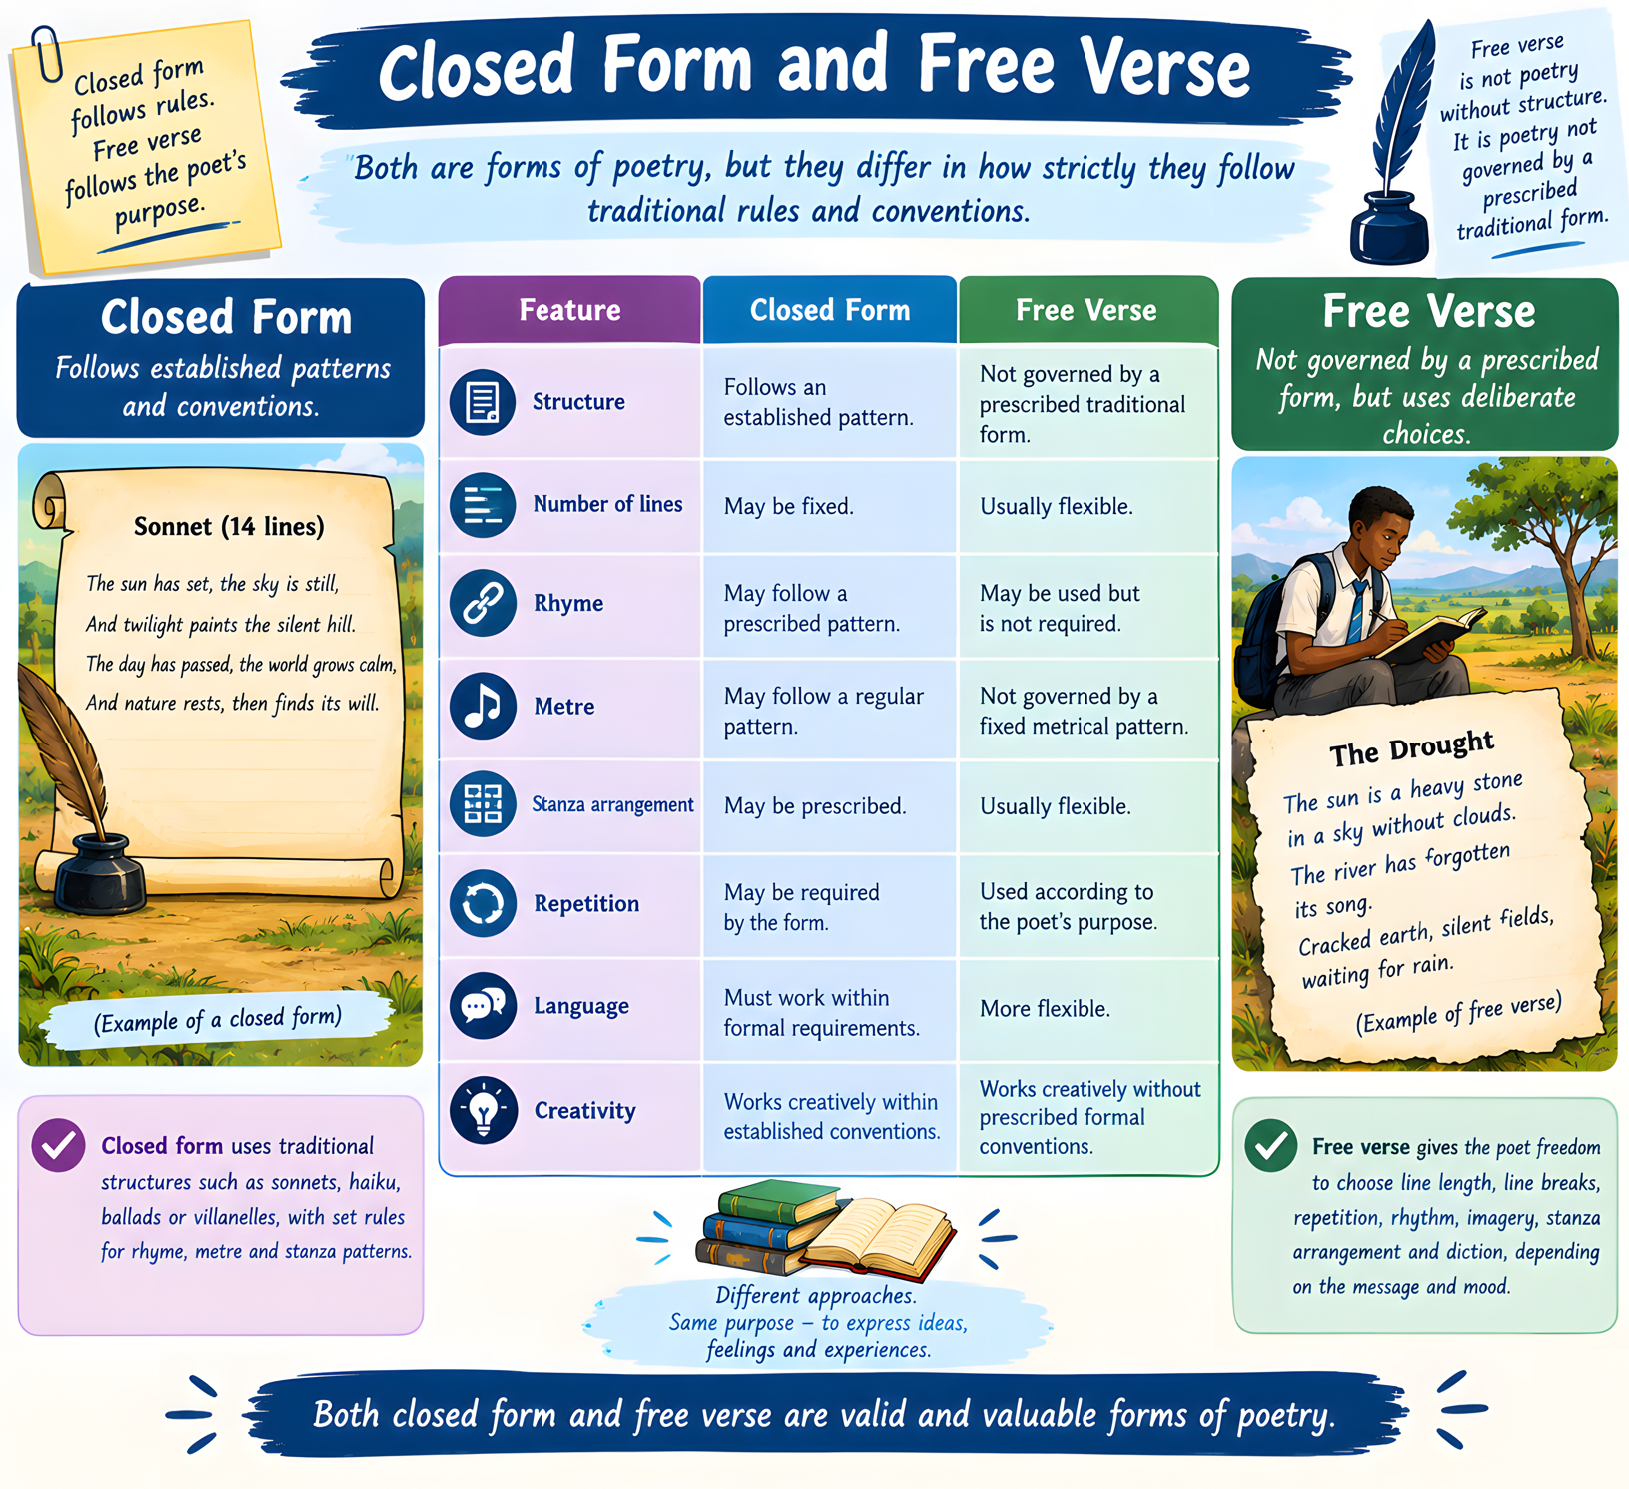 Closed form
follows rules.
Free verse
follows the poet's
purpose.
Closed Form and Free Verse
"Both are forms of poetry, but they differ in how strictly they follow
traditional rules and conventions.
Free verse
is not poetry
without structure.
It is poetry not
governed by a
prescribed
traditional form.
Closed Form
Follows established patterns
and conventions.
Sonnet (14 lines)
The sun has set, the sky is still,
And twilight paints the silent hill.
The day has passed, the world grows calm,
And nature rests, then finds its will.
(Example of a closed form)
Closed form uses traditional
structures such as sonnets, haiku,
ballads or villanelles, with set rules
for rhyme, metre and stanza patterns.
Feature
Closed Form
Free Verse
Structure
Follows an
established pattern.
Not governed by a
prescribed traditional
form.
Number of lines
May be fixed.
Usually flexible.
Rhyme
May follow a
prescribed pattern.
May be used but
is not required.
Metre
May follow a regular
pattern.
Not governed by a
fixed metrical pattern.
Stanza arrangement
May be prescribed.
Usually flexible.
Repetition
May be required
by the form.
Used according to
the poet's purpose.
Language
Must work within
formal requirements.
More flexible.
Creativity
Works creatively within
established conventions.
Works creatively without
prescribed formal
conventions.
Free Verse
Not governed by a prescribed
form, but uses deliberate
choices.
The Drought
The sun is a heavy stone
in a sky without clouds.
The river has forgotten
its song.
Cracked earth, silent fields,
waiting for rain.
(Example of free verse)
Free verse gives the poet freedom
to choose line length, line breaks,
repetition, rhythm, imagery, stanza
arrangement and diction, depending
on the message and mood.
Different approaches.
Same purpose – to express ideas,
feelings and experiences.
Both closed form and free verse are valid and valuable forms of poetry.